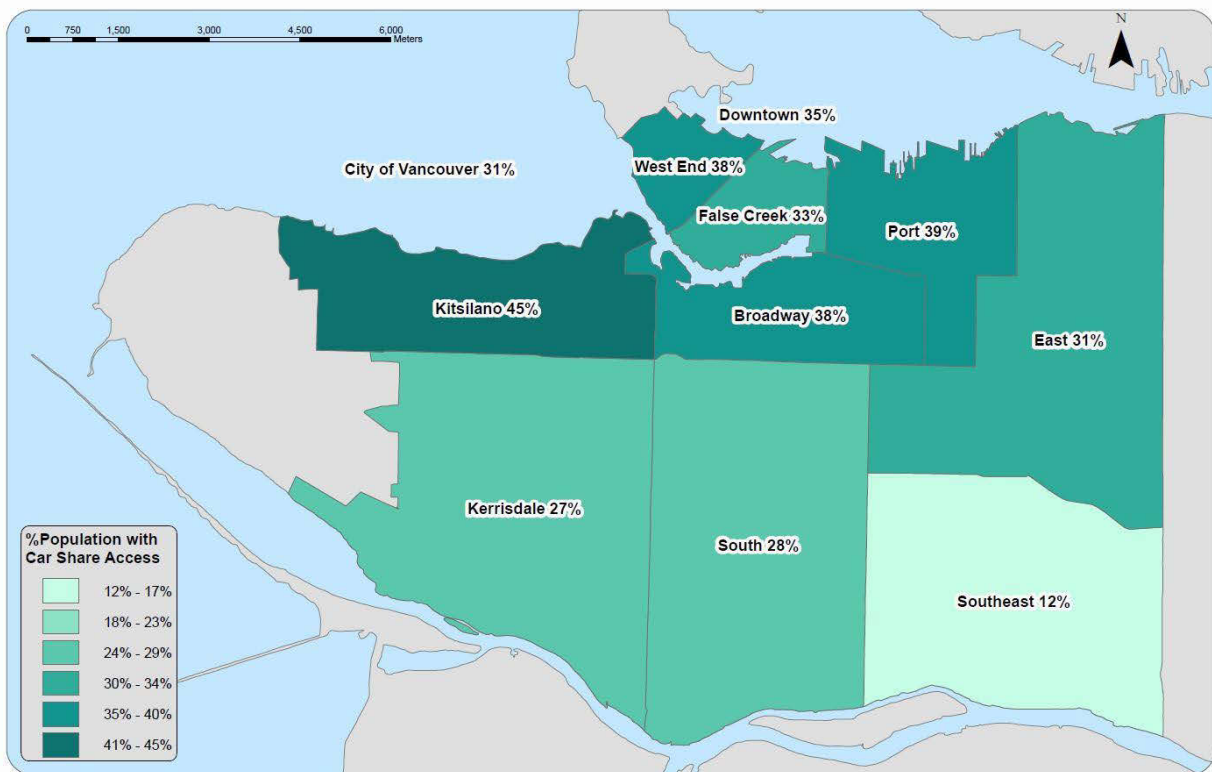 0 750 1,500 3,000 4,500 6,000
Meters
N
Downtown 35%
West End 38%
City of Vancouver 31%
False Creek 33%
Port 39%
Kitsilano 45%
Broadway 38%
East 31%
Kerrisdale 27%
South 28%
Southeast 12%
%Population with
Car Share Access
12% - 17%
18% - 23%
24% - 29%
30% - 34%
35% - 40%
41% - 45%